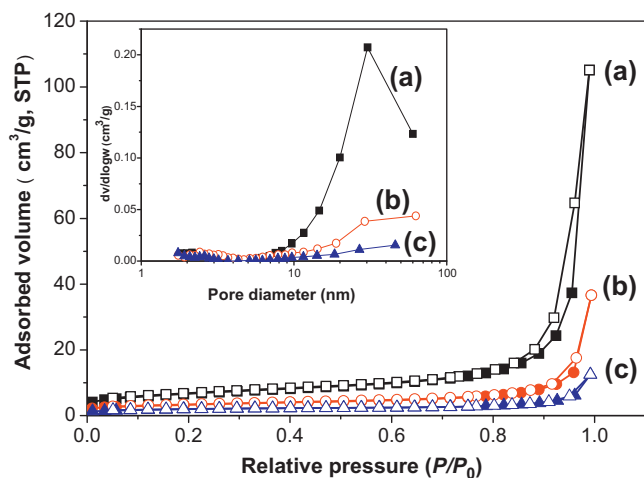 120
100
80
60
40
20
0
Adsorbed volume ( cm³/g, STP)
0.0
0.2
0.4
0.6
0.8
1.0
Relative pressure (P/P₀)
(a)
(b)
(c)
0.20
0.15
0.10
0.05
0.00
dv/dlogw (cm³/g)
1
10
100
Pore diameter (nm)
(a)
(b)
(c)